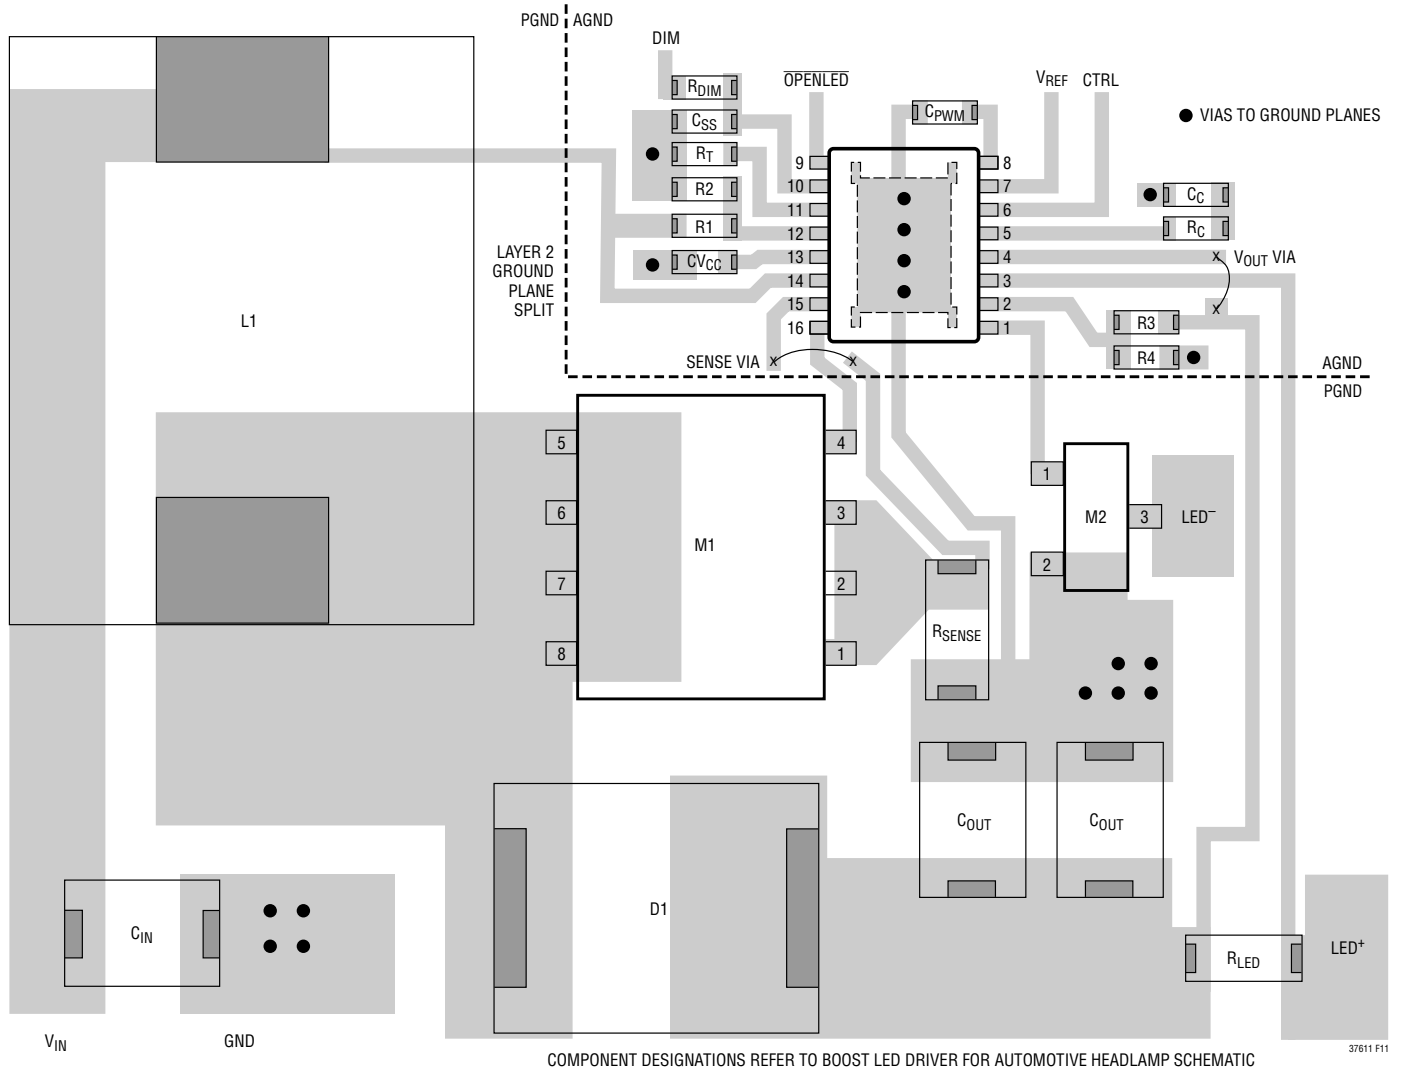 PGND AGND
DIM
RDIM
CSS
RT
R2
R1
CVCC
OPENLED
CPWM
VREF CTRL
● VIAS TO GROUND PLANES
9
10
11
12
13
14
15
16
8
7
6
5
4
3
2
1
CC
RC
x VOUT VIA
x
R3
R4
LAYER 2
GROUND
PLANE
SPLIT
SENSE VIA x x
AGND
PGND
L1
5
6
7
8
M1
4
3
2
1
RSENSE
1
2
M2
3
LED–
COUT
COUT
D1
CIN
RLED
LED+
VIN
GND
37611 F11
COMPONENT DESIGNATIONS REFER TO BOOST LED DRIVER FOR AUTOMOTIVE HEADLAMP SCHEMATIC